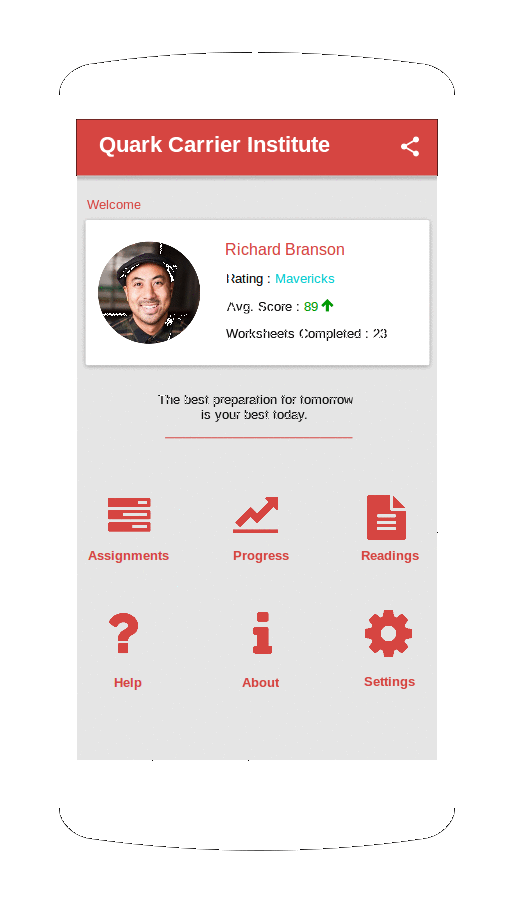 Quark Carrier Institute
Welcome
Richard Branson
Rating : Mavericks
Avg. Score : 89
Worksheets Completed : 23
The best preparation for tomorrow
is your best today.
Assignments Progress Readings
Help About Settings